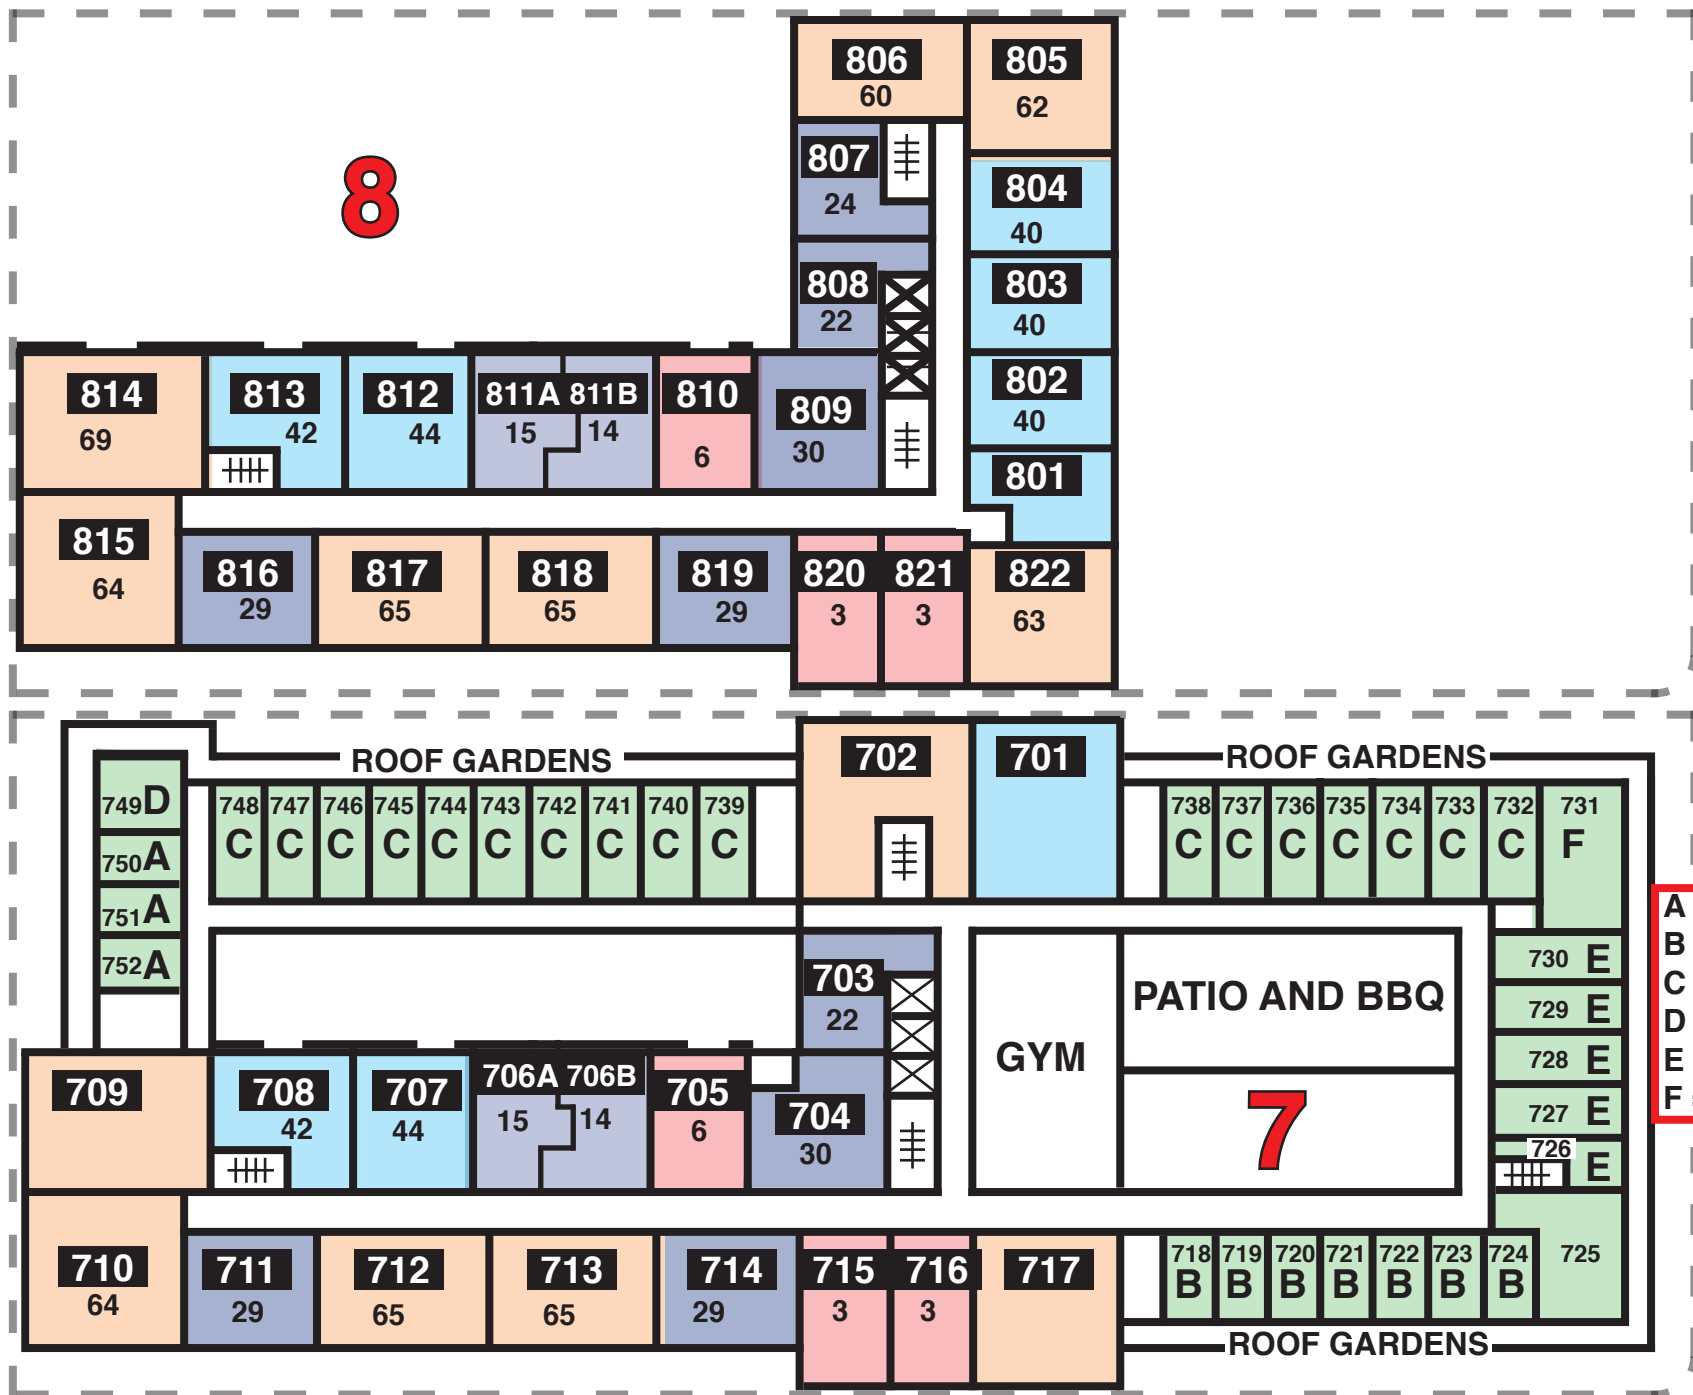 806
60
805
62
807
24
804
40
8
808
22
803
40
814
69
813
42
812
44
811A
15
811B
14
810
6
809
30
802
40
801
815
64
816
29
817
65
818
65
819
29
820
3
821
3
822
63
ROOF GARDENS
702
701
ROOF GARDENS
749D
750A
751A
752A
748
C
747
C
746
C
745
C
744
C
743
C
742
C
741
C
740
C
739
C
738
C
737
C
736
C
735
C
734
C
733
C
732
C
731
F
A
B
C
D
E
F
703
22
GYM
PATIO AND BBQ
7
730 E
729 E
728 E
727 E
726 E
709
708
42
707
44
706A
15
706B
14
705
6
704
30
710
64
711
29
712
65
713
65
714
29
715
3
716
3
717
718
B
719
B
720
B
721
B
722
B
723
B
724
B
725
ROOF GARDENS